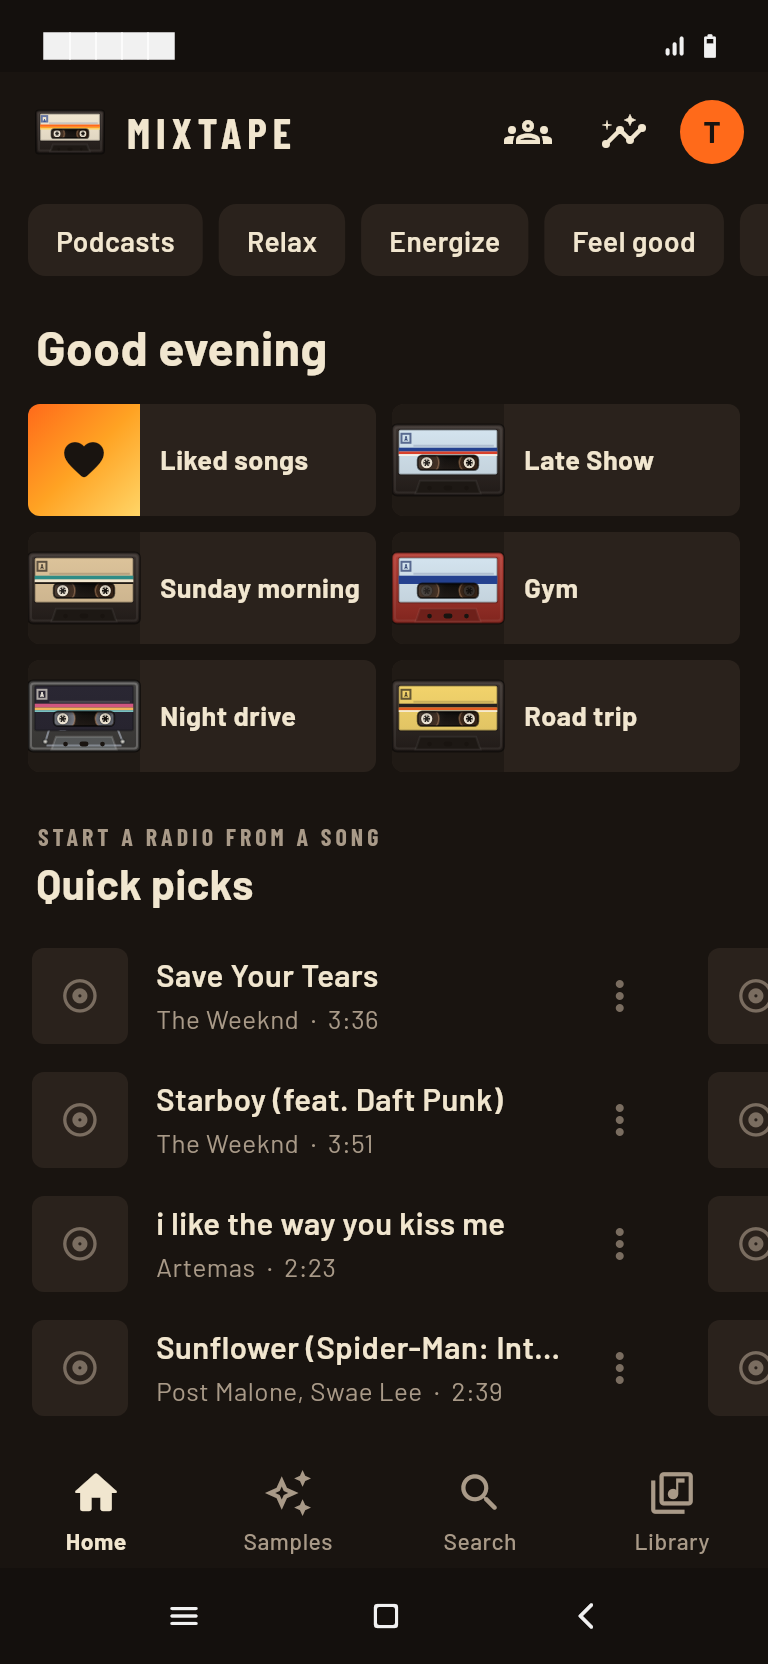 MIXTAPE
T
Podcasts
Relax
Energize
Feel good
Good evening
Liked songs
Late Show
Sunday morning
Gym
Night drive
Road trip
START A RADIO FROM A SONG
Quick picks
Save Your Tears
The Weeknd · 3:36
Starboy (feat. Daft Punk)
The Weeknd · 3:51
i like the way you kiss me
Artemas · 2:23
Sunflower (Spider-Man: Int...
Post Malone, Swae Lee · 2:39
Home
Samples
Search
Library